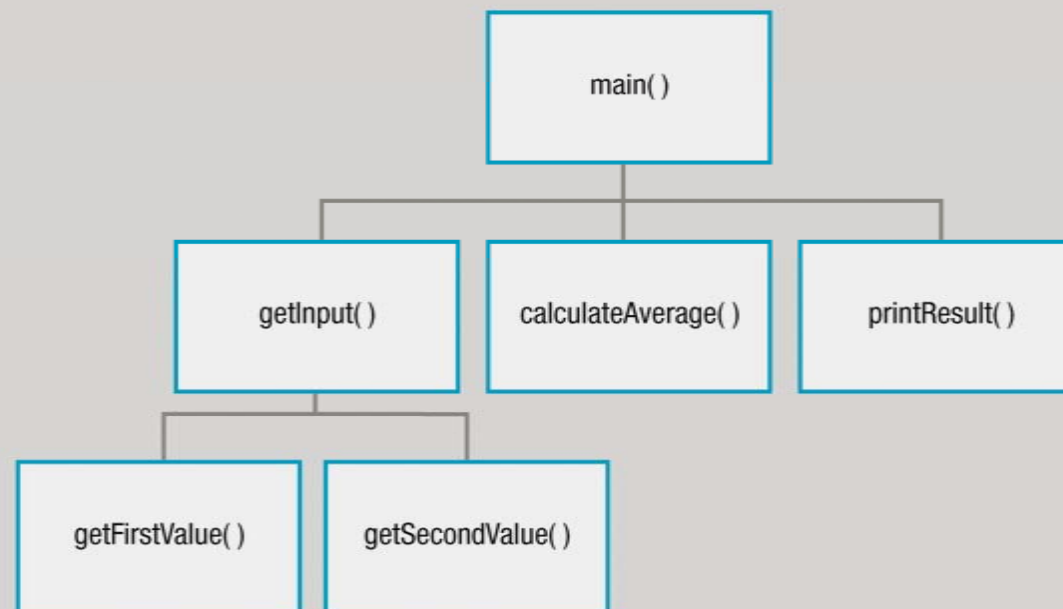 main( )
getInput( )
calculateAverage( )
printResult( )
getFirstValue( )
getSecondValue( )